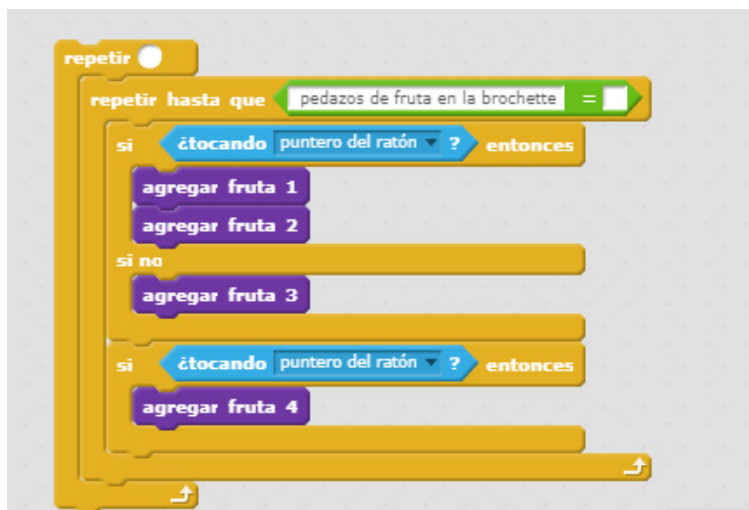 repetir
repetir hasta que pedazos de fruta en la brochette =
si ¿tocando puntero del ratón ? entonces
agregar fruta 1
agregar fruta 2
si no
agregar fruta 3
si ¿tocando puntero del ratón ? entonces
agregar fruta 4